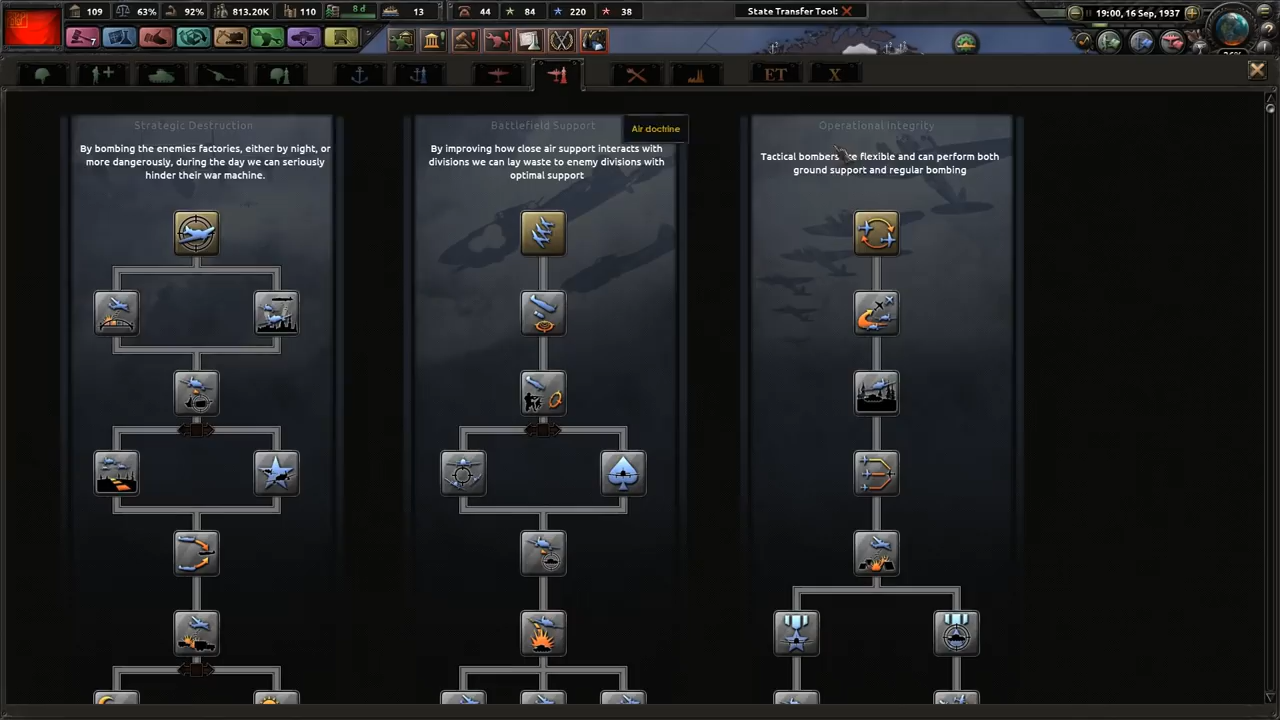 109 63% 92% 813.20K 110 8 d 13 44 84 220 38 State Transfer Tool: 19:00, 16 Sep, 1937
7
ET X
Strategic Destruction Battlefield Support Air doctrine Operational Integrity
By bombing the enemies factories, either by night, or
more dangerously, during the day we can seriously
hinder their war machine.
By improving how close air support interacts with
divisions we can lay waste to enemy divisions with
optimal support
Tactical bombers are flexible and can perform both
ground support and regular bombing